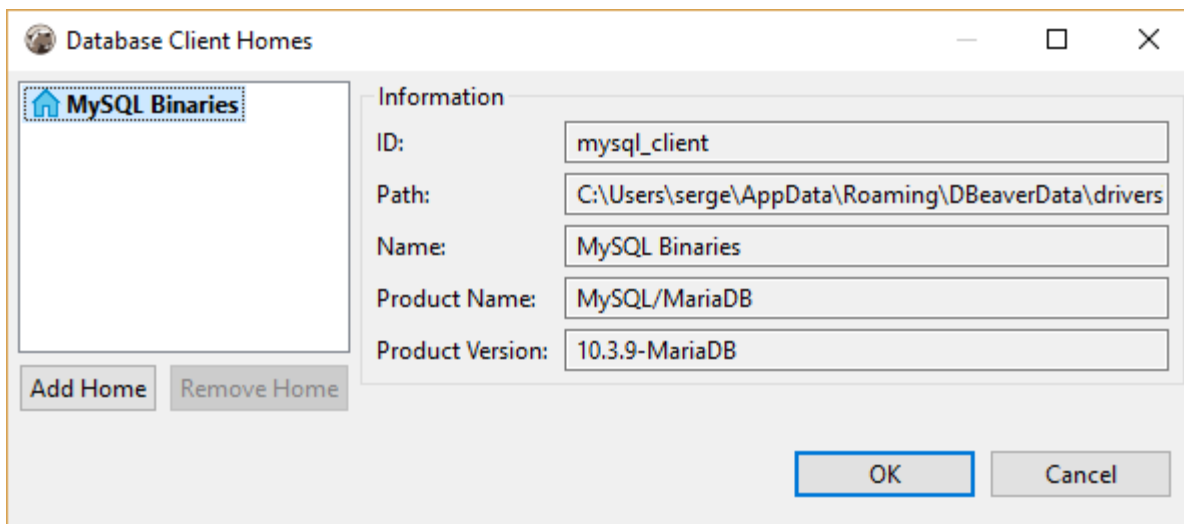 Database Client Homes
MySQL Binaries
Add Home
Remove Home
Information
ID: mysql_client
Path: C:\Users\serge\AppData\Roaming\DBeaverData\drivers
Name: MySQL Binaries
Product Name: MySQL/MariaDB
Product Version: 10.3.9-MariaDB
OK
Cancel